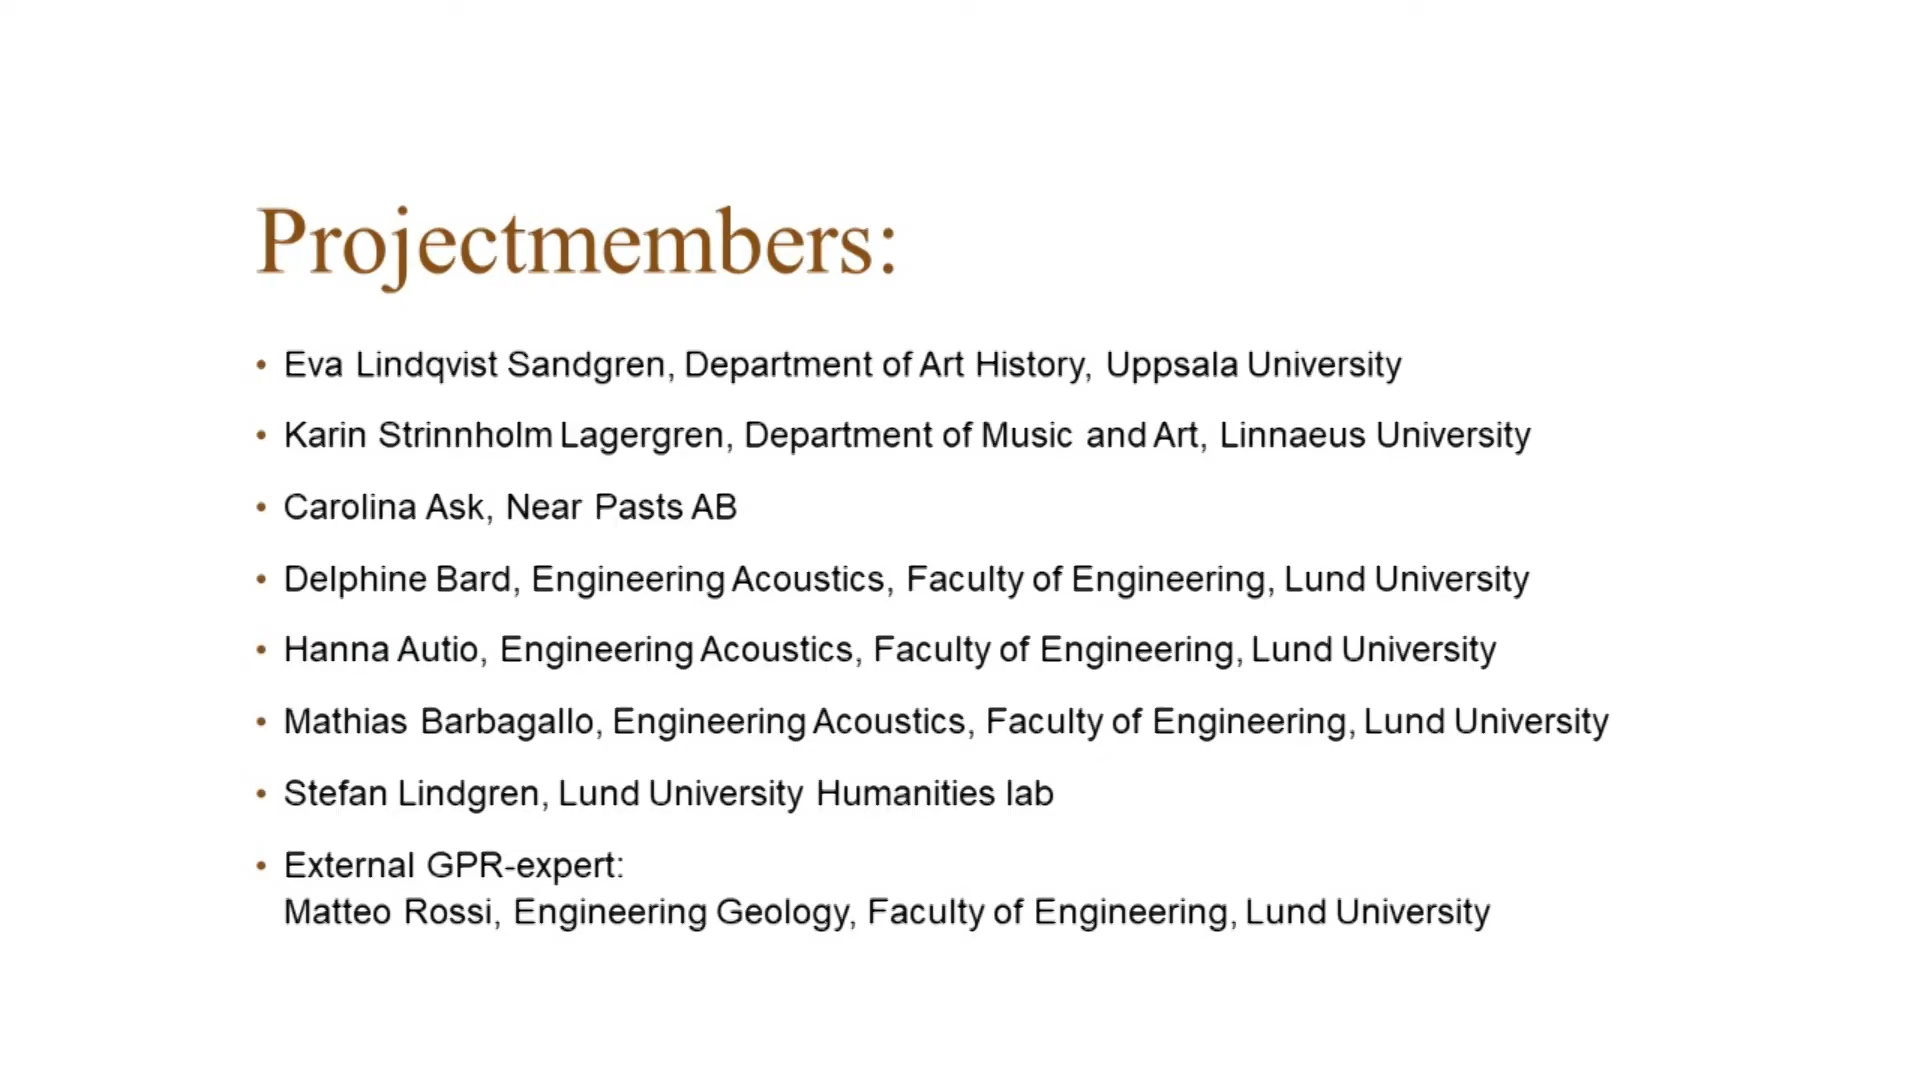 Projectmembers:
• Eva Lindqvist Sandgren, Department of Art History, Uppsala University
• Karin Strinnholm Lagergren, Department of Music and Art, Linnaeus University
• Carolina Ask, Near Pasts AB
• Delphine Bard, Engineering Acoustics, Faculty of Engineering, Lund University
• Hanna Autio, Engineering Acoustics, Faculty of Engineering, Lund University
• Mathias Barbagallo, Engineering Acoustics, Faculty of Engineering, Lund University
• Stefan Lindgren, Lund University Humanities lab
• External GPR-expert:
Matteo Rossi, Engineering Geology, Faculty of Engineering, Lund University